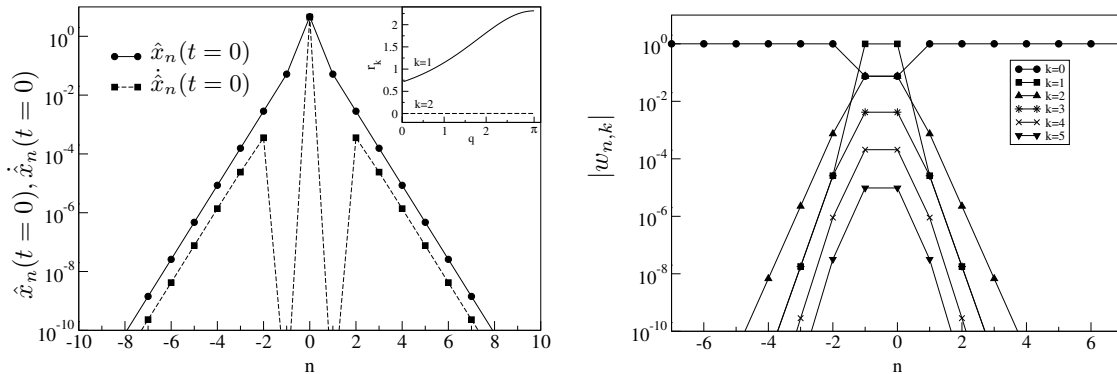 x̂ₙ(t = 0), ẋ̂ₙ(t = 0)
10⁰
10⁻²
10⁻⁴
10⁻⁶
10⁻⁸
10⁻¹⁰
x̂ₙ(t = 0)
ẋ̂ₙ(t = 0)
-10 -8 -6 -4 -2 0 2 4 6 8 10
n
rₖ
2
1.5
1
0.5
0
k=1
k=2
0 1 2 π
q
|wₙ,ₖ|
10⁰
10⁻²
10⁻⁴
10⁻⁶
10⁻⁸
10⁻¹⁰
k=0
k=1
k=2
k=3
k=4
k=5
-6 -4 -2 0 2 4 6
n